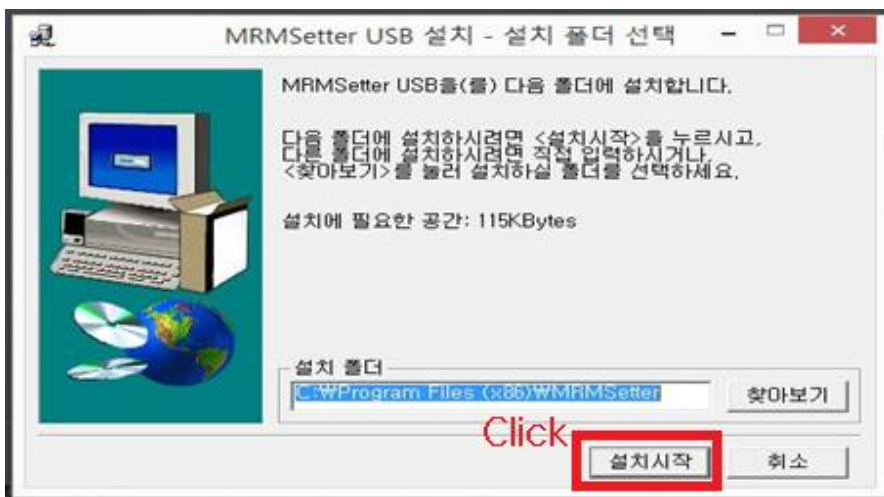 MRMSetter USB 설치 - 설치 폴더 선택
MRMSetter USB을(를) 다음 폴더에 설치합니다.
다음 폴더에 설치하시려면 <설치시작>를 누르시고,
다른 폴더에 설치하시려면 직접 입력하시거나,
<찾아보기>를 눌러 설치하실 폴더를 선택하세요.
설치에 필요한 공간: 115KBytes
설치 폴더
C:₩Program Files (x86)₩MRMSetter
찾아보기
Click
설치시작
취소